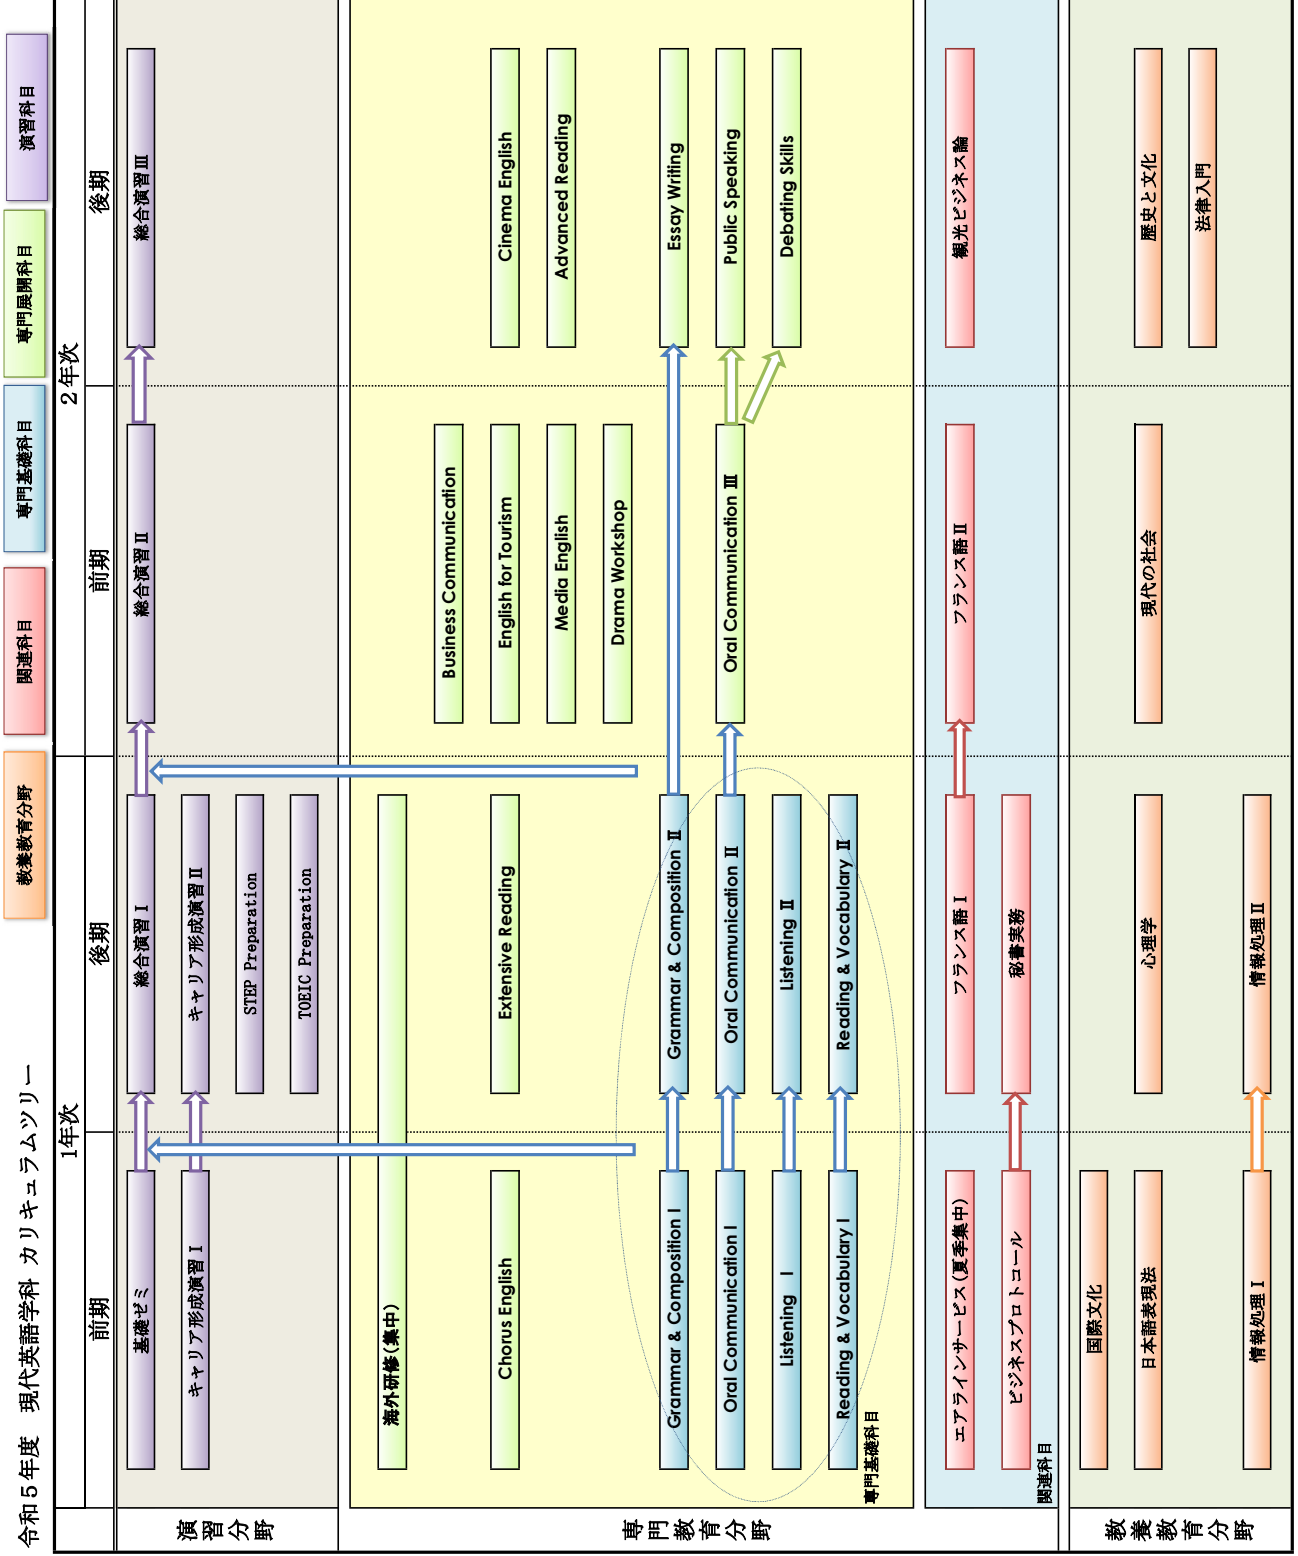 令和５年度　現代英語学科 カリキュラムツリー
教養教育分野
関連科目
専門基礎科目
専門展開科目
演習科目
1年次
2年次
前期
後期
前期
後期
演習分野
基礎ゼミ
総合演習Ⅰ
総合演習Ⅱ
総合演習Ⅲ
キャリア形成演習Ⅰ
キャリア形成演習Ⅱ
STEP Preparation
TOEIC Preparation
専門教育分野
海外研修(集中)
Business Communication
Chorus English
Extensive Reading
English for Tourism
Cinema English
Media English
Advanced Reading
Drama Workshop
Grammar & Composition Ⅰ
Grammar & Composition Ⅱ
Essay Writing
Oral Communication Ⅰ
Oral Communication Ⅱ
Oral Communication Ⅲ
Public Speaking
Listening　Ⅰ
Listening Ⅱ
Debating Skills
Reading & Vocabulary Ⅰ
Reading & Vocabulary Ⅱ
専門基礎科目
エアラインサービス(夏季集中)
フランス語Ⅰ
フランス語Ⅱ
観光ビジネス論
ビジネスプロトコール
秘書実務
関連科目
教養教育分野
国際文化
日本語表現法
心理学
現代の社会
歴史と文化
法律入門
情報処理Ⅰ
情報処理Ⅱ